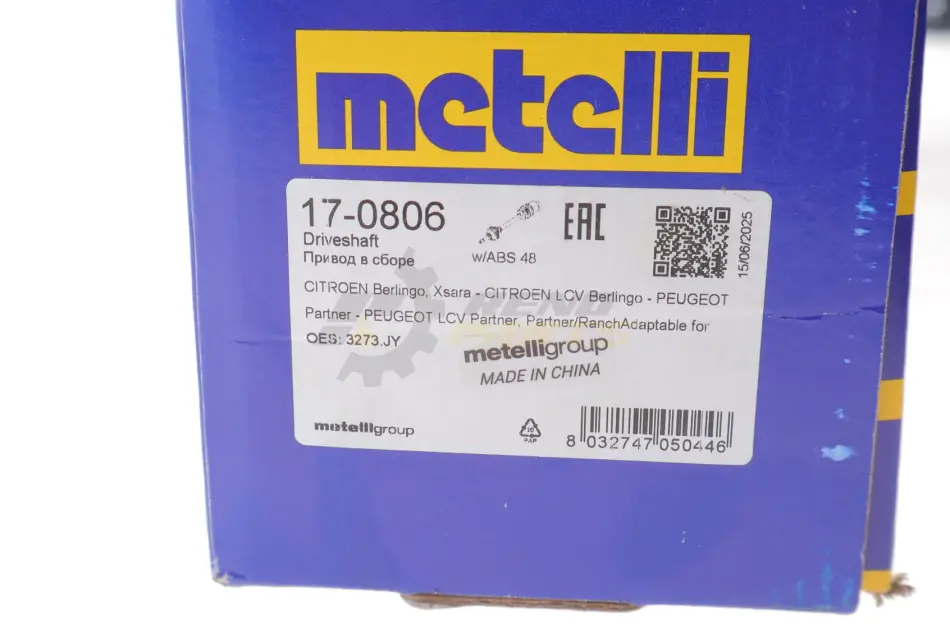 metelli
17-0806
Driveshaft
Привод в сборе
w/ABS 48
EAC
15/06/2025
CITROEN Berlingo, Xsara - CITROEN LCV Berlingo - PEUGEOT
Partner - PEUGEOT LCV Partner, Partner/RanchAdaptable for
OES: 3273.JY
metelligroup
MADE IN CHINA
metelligroup
PAP
8 032747 050446